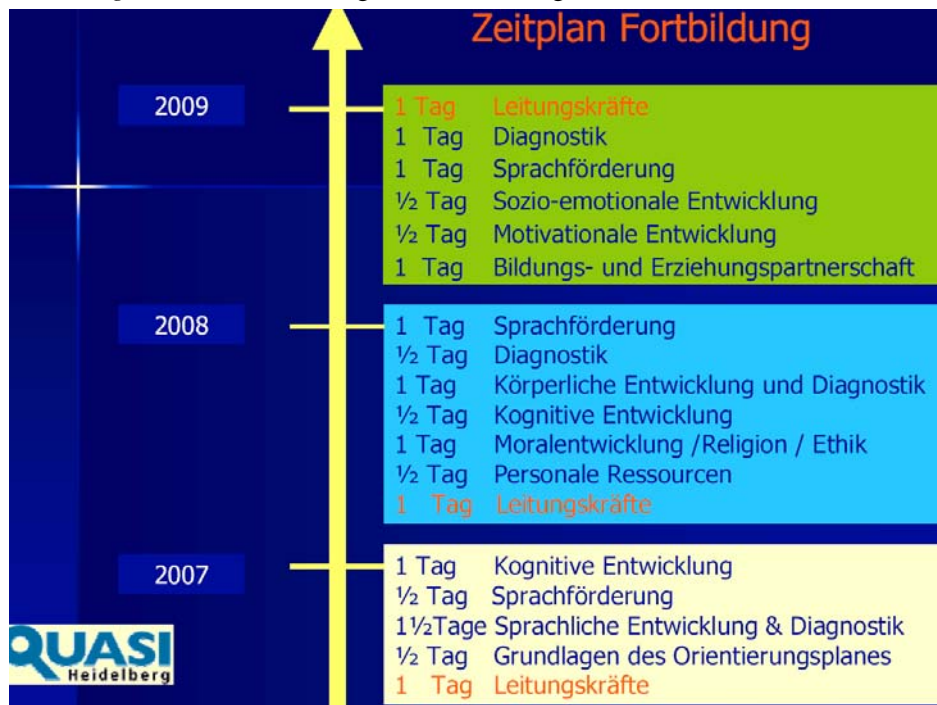 Zeitplan Fortbildung
2009
1 Tag Leitungskräfte
1 Tag Diagnostik
1 Tag Sprachförderung
½ Tag Sozio-emotionale Entwicklung
½ Tag Motivationale Entwicklung
1 Tag Bildungs- und Erziehungspartnerschaft
2008
1 Tag Sprachförderung
½ Tag Diagnostik
1 Tag Körperliche Entwicklung und Diagnostik
½ Tag Kognitive Entwicklung
1 Tag Moralentwicklung /Religion / Ethik
½ Tag Personale Ressourcen
1 Tag Leitungskräfte
2007
1 Tag Kognitive Entwicklung
½ Tag Sprachförderung
1½Tage Sprachliche Entwicklung & Diagnostik
½ Tag Grundlagen des Orientierungsplanes
1 Tag Leitungskräfte
QUASI
Heidelberg